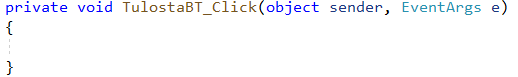 private void TulostaBT_Click(object sender, EventArgs e)
{
}